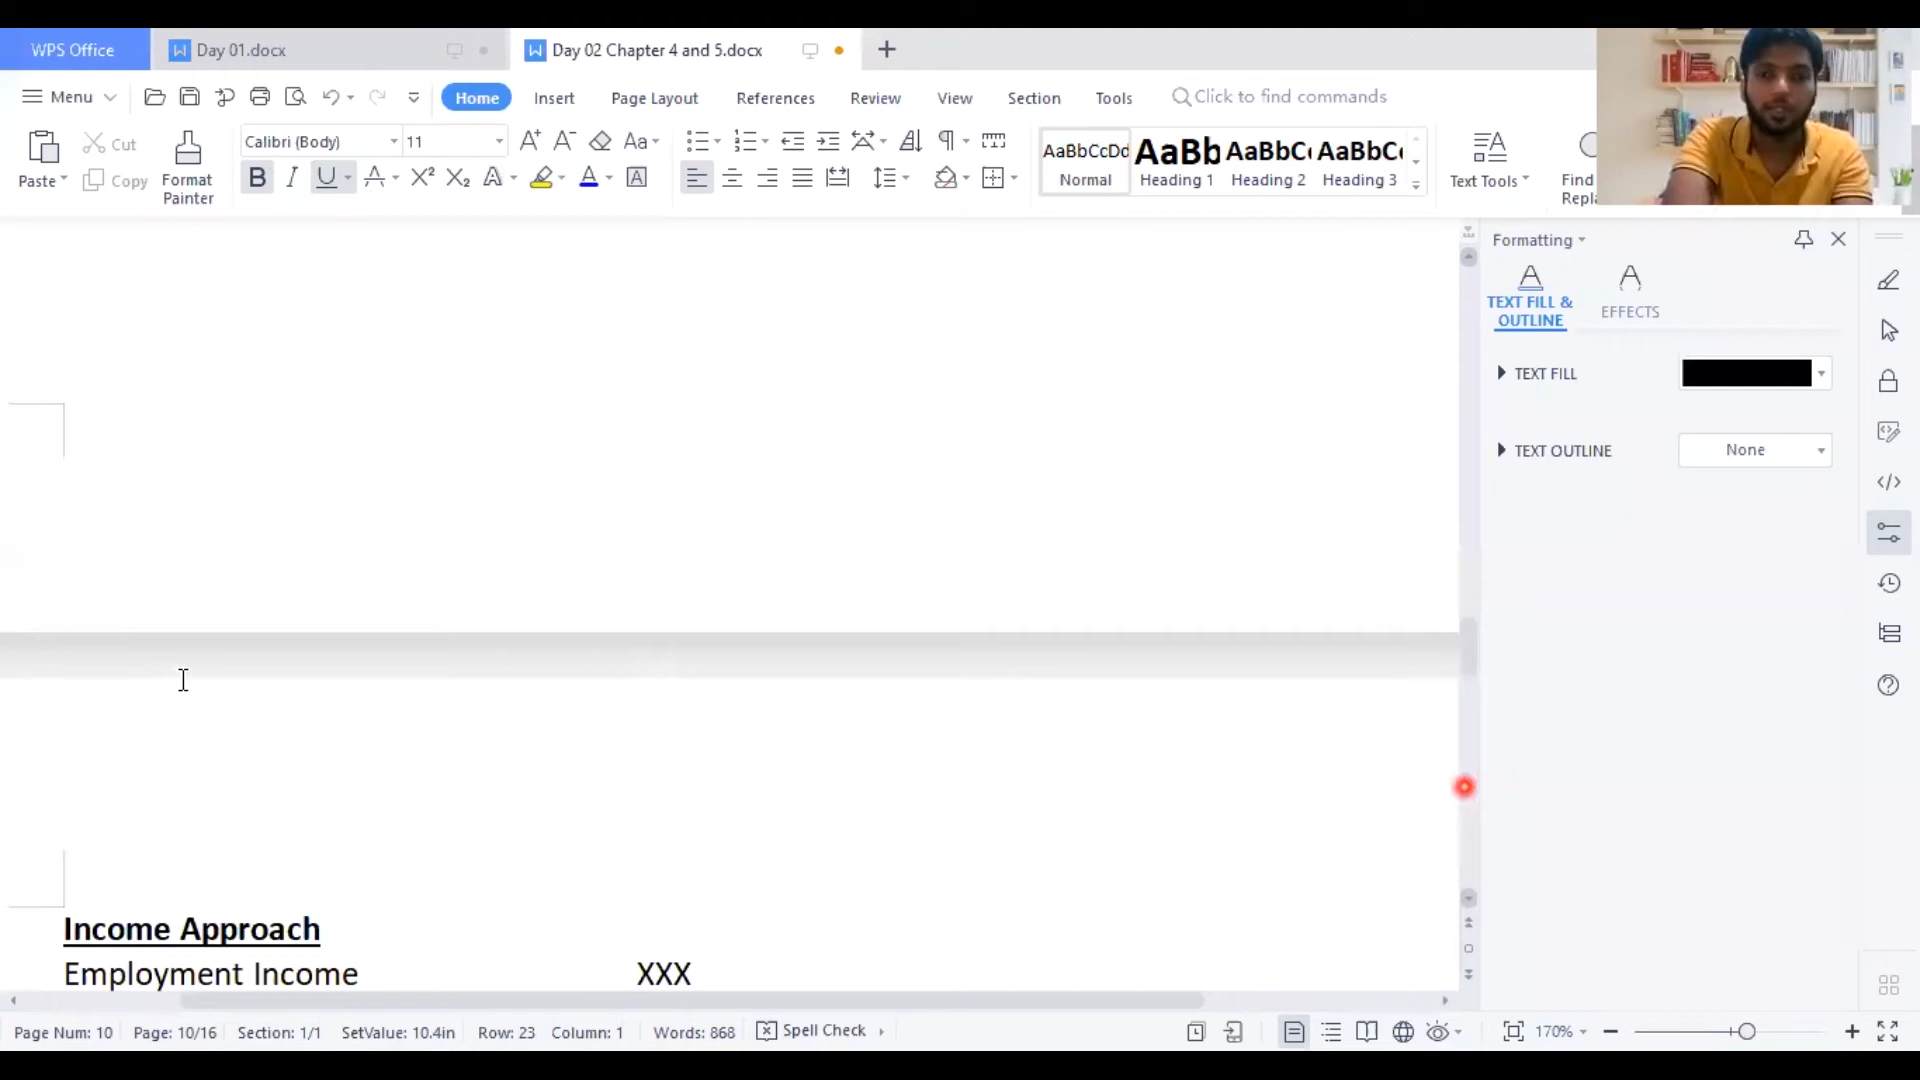 WPS Office
Day 01.docx
Day 02 Chapter 4 and 5.docx
Menu
Home
Insert
Page Layout
References
Review
View
Section
Tools
Click to find commands
Paste
Cut
Copy
Format
Painter
Calibri (Body)
11
AaBbCcDd
Normal
AaBb
Heading 1
AaBbC
Heading 2
AaBbC
Heading 3
Text Tools
Find
Repl
Formatting
TEXT FILL &
OUTLINE
EFFECTS
TEXT FILL
TEXT OUTLINE
None
Income Approach
Employment Income XXX
Page Num: 10
Page: 10/16
Section: 1/1
SetValue: 10.4in
Row: 23
Column: 1
Words: 868
Spell Check
170%